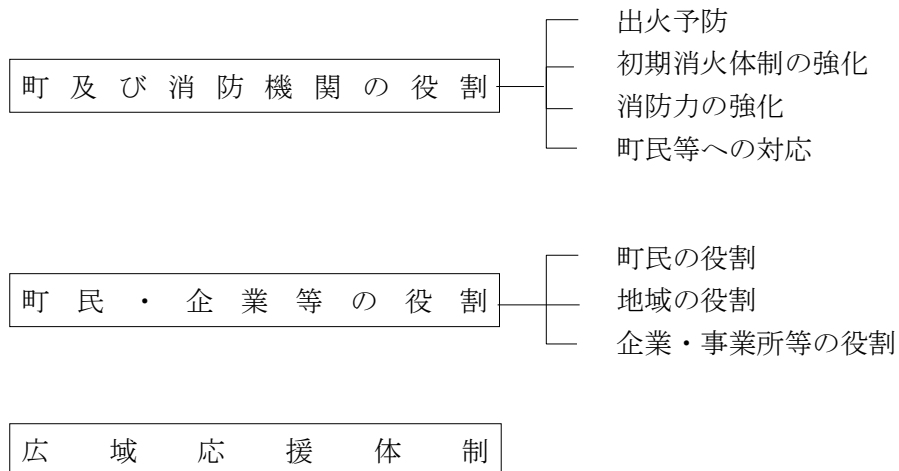 出火予防
初期消火体制の強化
町及び消防機関の役割
消防力の強化
町民等への対応
町民の役割
町民・企業等の役割
地域の役割
企業・事業所等の役割
広域応援体制